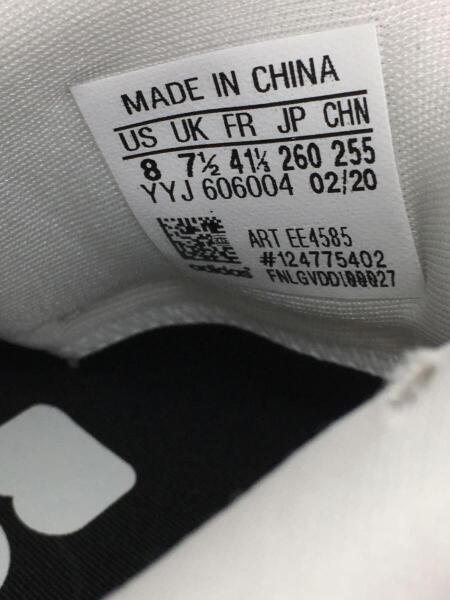 MADE IN CHINA
US UK FR JP CHN
8 7½ 41⅓ 260 255
YYJ 606004 02/20
ART EE4585
#124775402
adidas